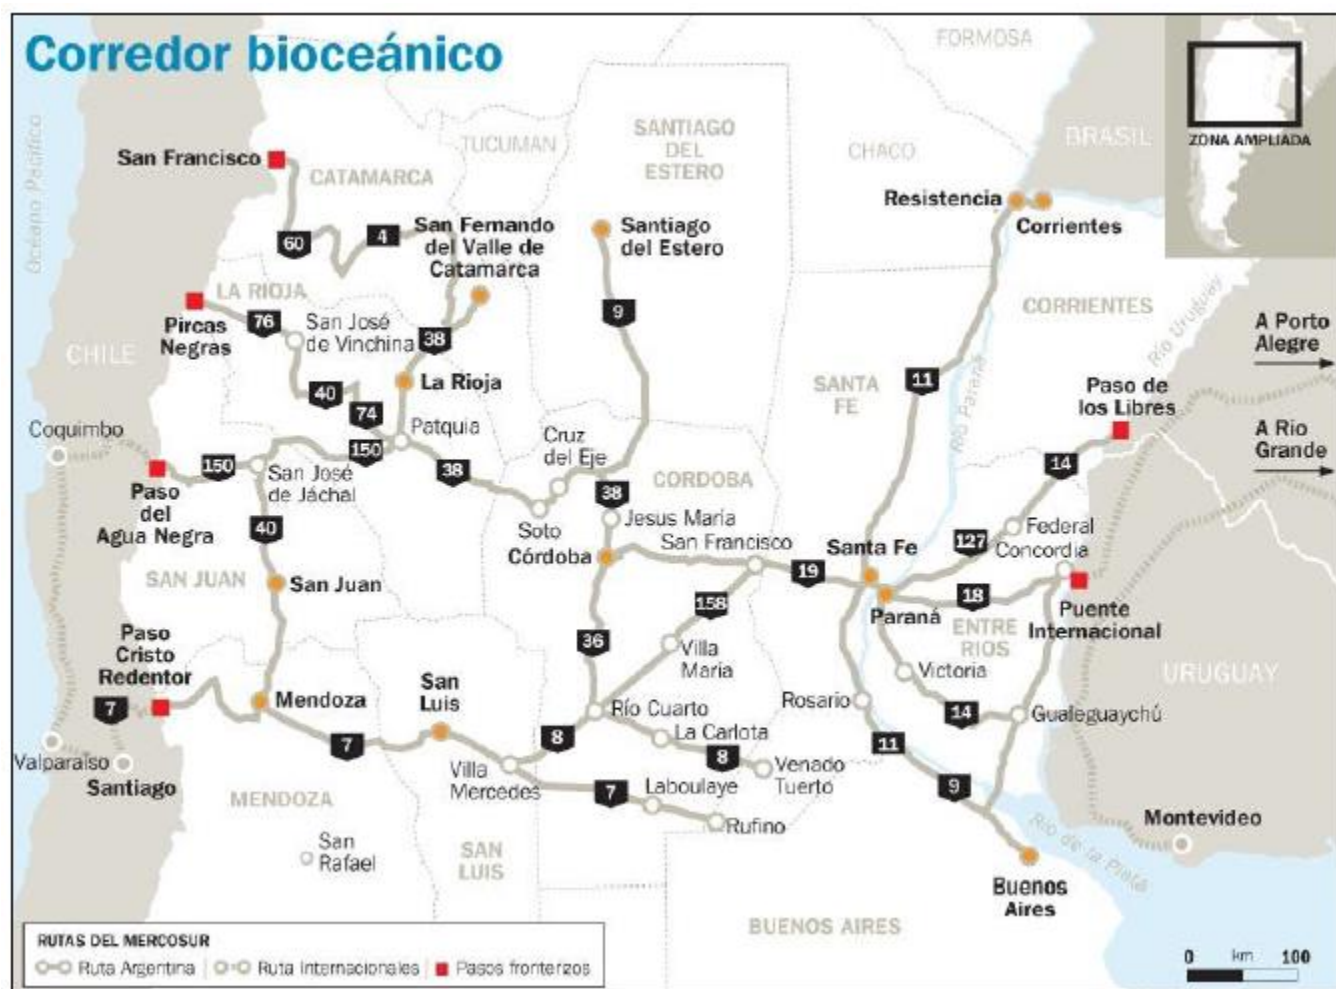 Corredor bioceánico
FORMOSA
Océano Pacífico
TUCUMAN
SANTIAGO
DEL
ESTERO
CHACO
BRASIL
ZONA AMPLIADA
San Francisco
CATAMARCA
Resistencia
Corrientes
60
4
San Fernando
del Valle de
Catamarca
Santiago
del Estero
LA RIOJA
CORRIENTES
Río Uruguay
Pircas
Negras
76
San José
de Vinchina
38
9
A Porto
Alegre
CHILE
La Rioja
11
Río Paraná
SANTA
FE
Paso de
los Libres
40
74
Coquimbo
Patquia
Cruz
del Eje
A Rio
Grande
150
150
38
14
San José
de Jáchal
38
CORDOBA
Paso
del
Agua Negra
40
Soto
Jesus María
Córdoba
San Francisco
Santa Fe
127
Federal
Concordia
SAN JUAN
San Juan
19
158
Paraná
18
Puente
Internacional
Paso
Cristo
Redentor
36
Villa
María
ENTRE
RIOS
Victoria
URUGUAY
7
Mendoza
San
Luis
Río Cuarto
Rosario
14
Gualeguaychú
7
8
La Carlota
11
Valparaíso
Santiago
Villa
Mercedes
8
Venado
Tuerto
MENDOZA
7
Laboulaye
9
Rufino
Montevideo
San
Rafael
SAN
LUIS
Río de la Plata
Buenos
Aires
BUENOS AIRES
RUTAS DEL MERCOSUR
Ruta Argentina
Ruta Internacionales
Pasos fronterizos
0 km 100